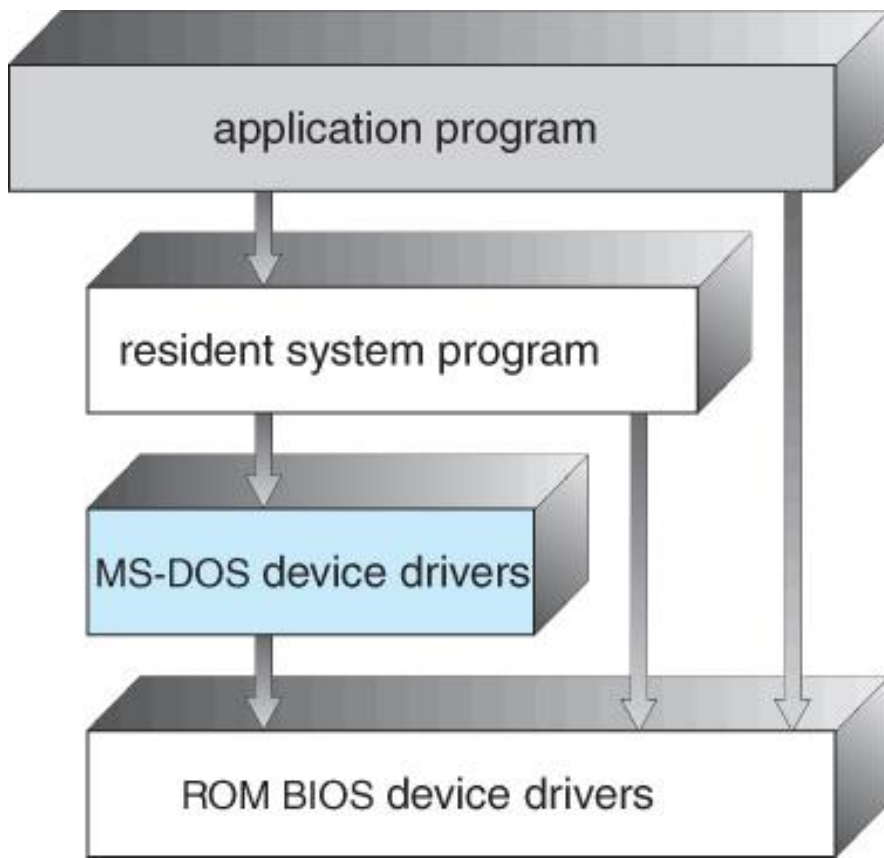 application program
resident system program
MS-DOS device drivers
ROM BIOS device drivers